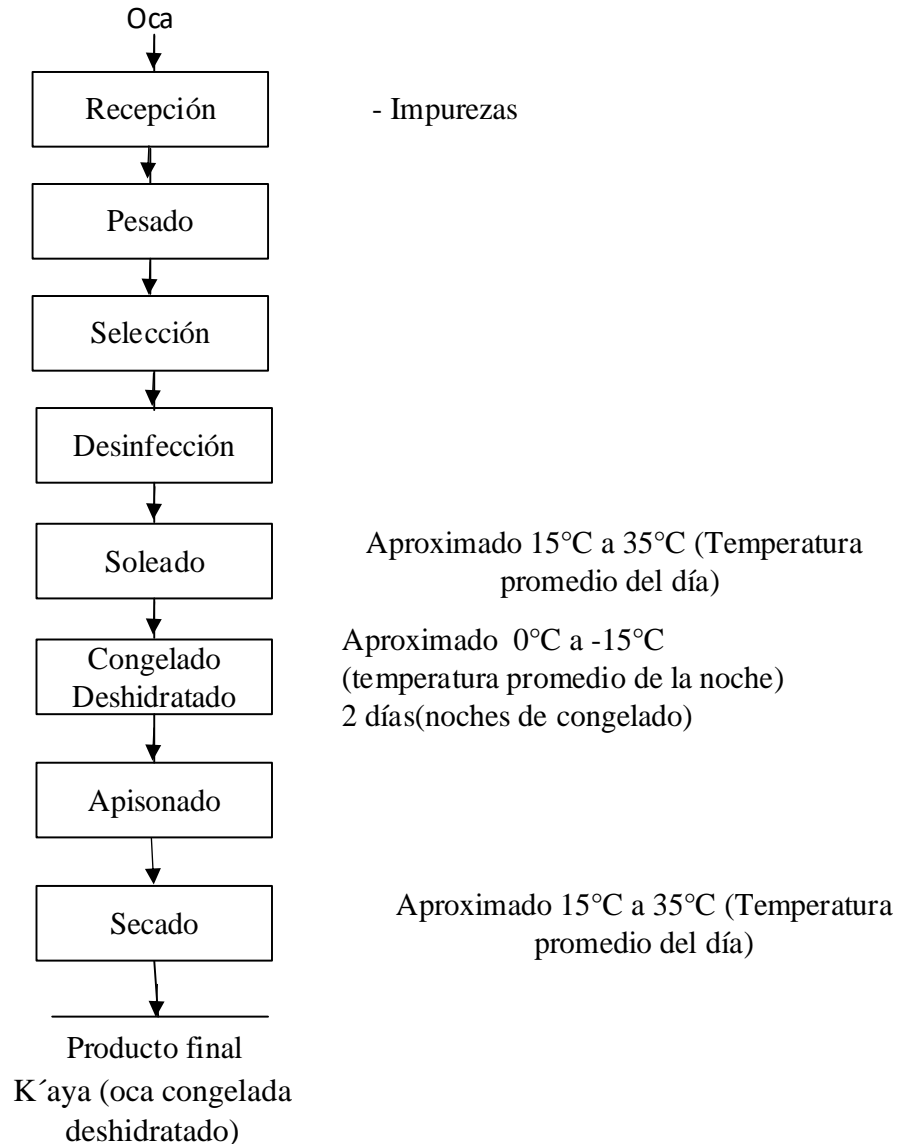 Oca
Recepción
- Impurezas
Pesado
Selección
Desinfección
Soleado
Aproximado 15°C a 35°C (Temperatura
promedio del día)
Congelado
Deshidratado
Aproximado 0°C a -15°C
(temperatura promedio de la noche)
2 días(noches de congelado)
Apisonado
Secado
Aproximado 15°C a 35°C (Temperatura
promedio del día)
Producto final
K´aya (oca congelada
deshidratado)